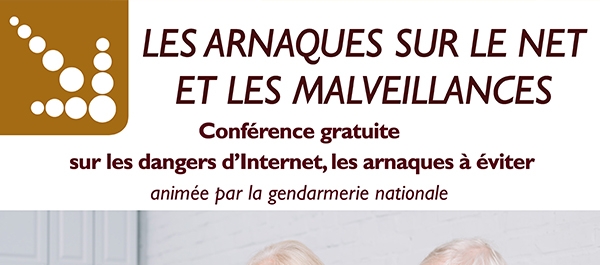 LES ARNAQUES SUR LE NET
ET LES MALVEILLANCES
Conférence gratuite
sur les dangers d'Internet, les arnaques à éviter
animée par la gendarmerie nationale